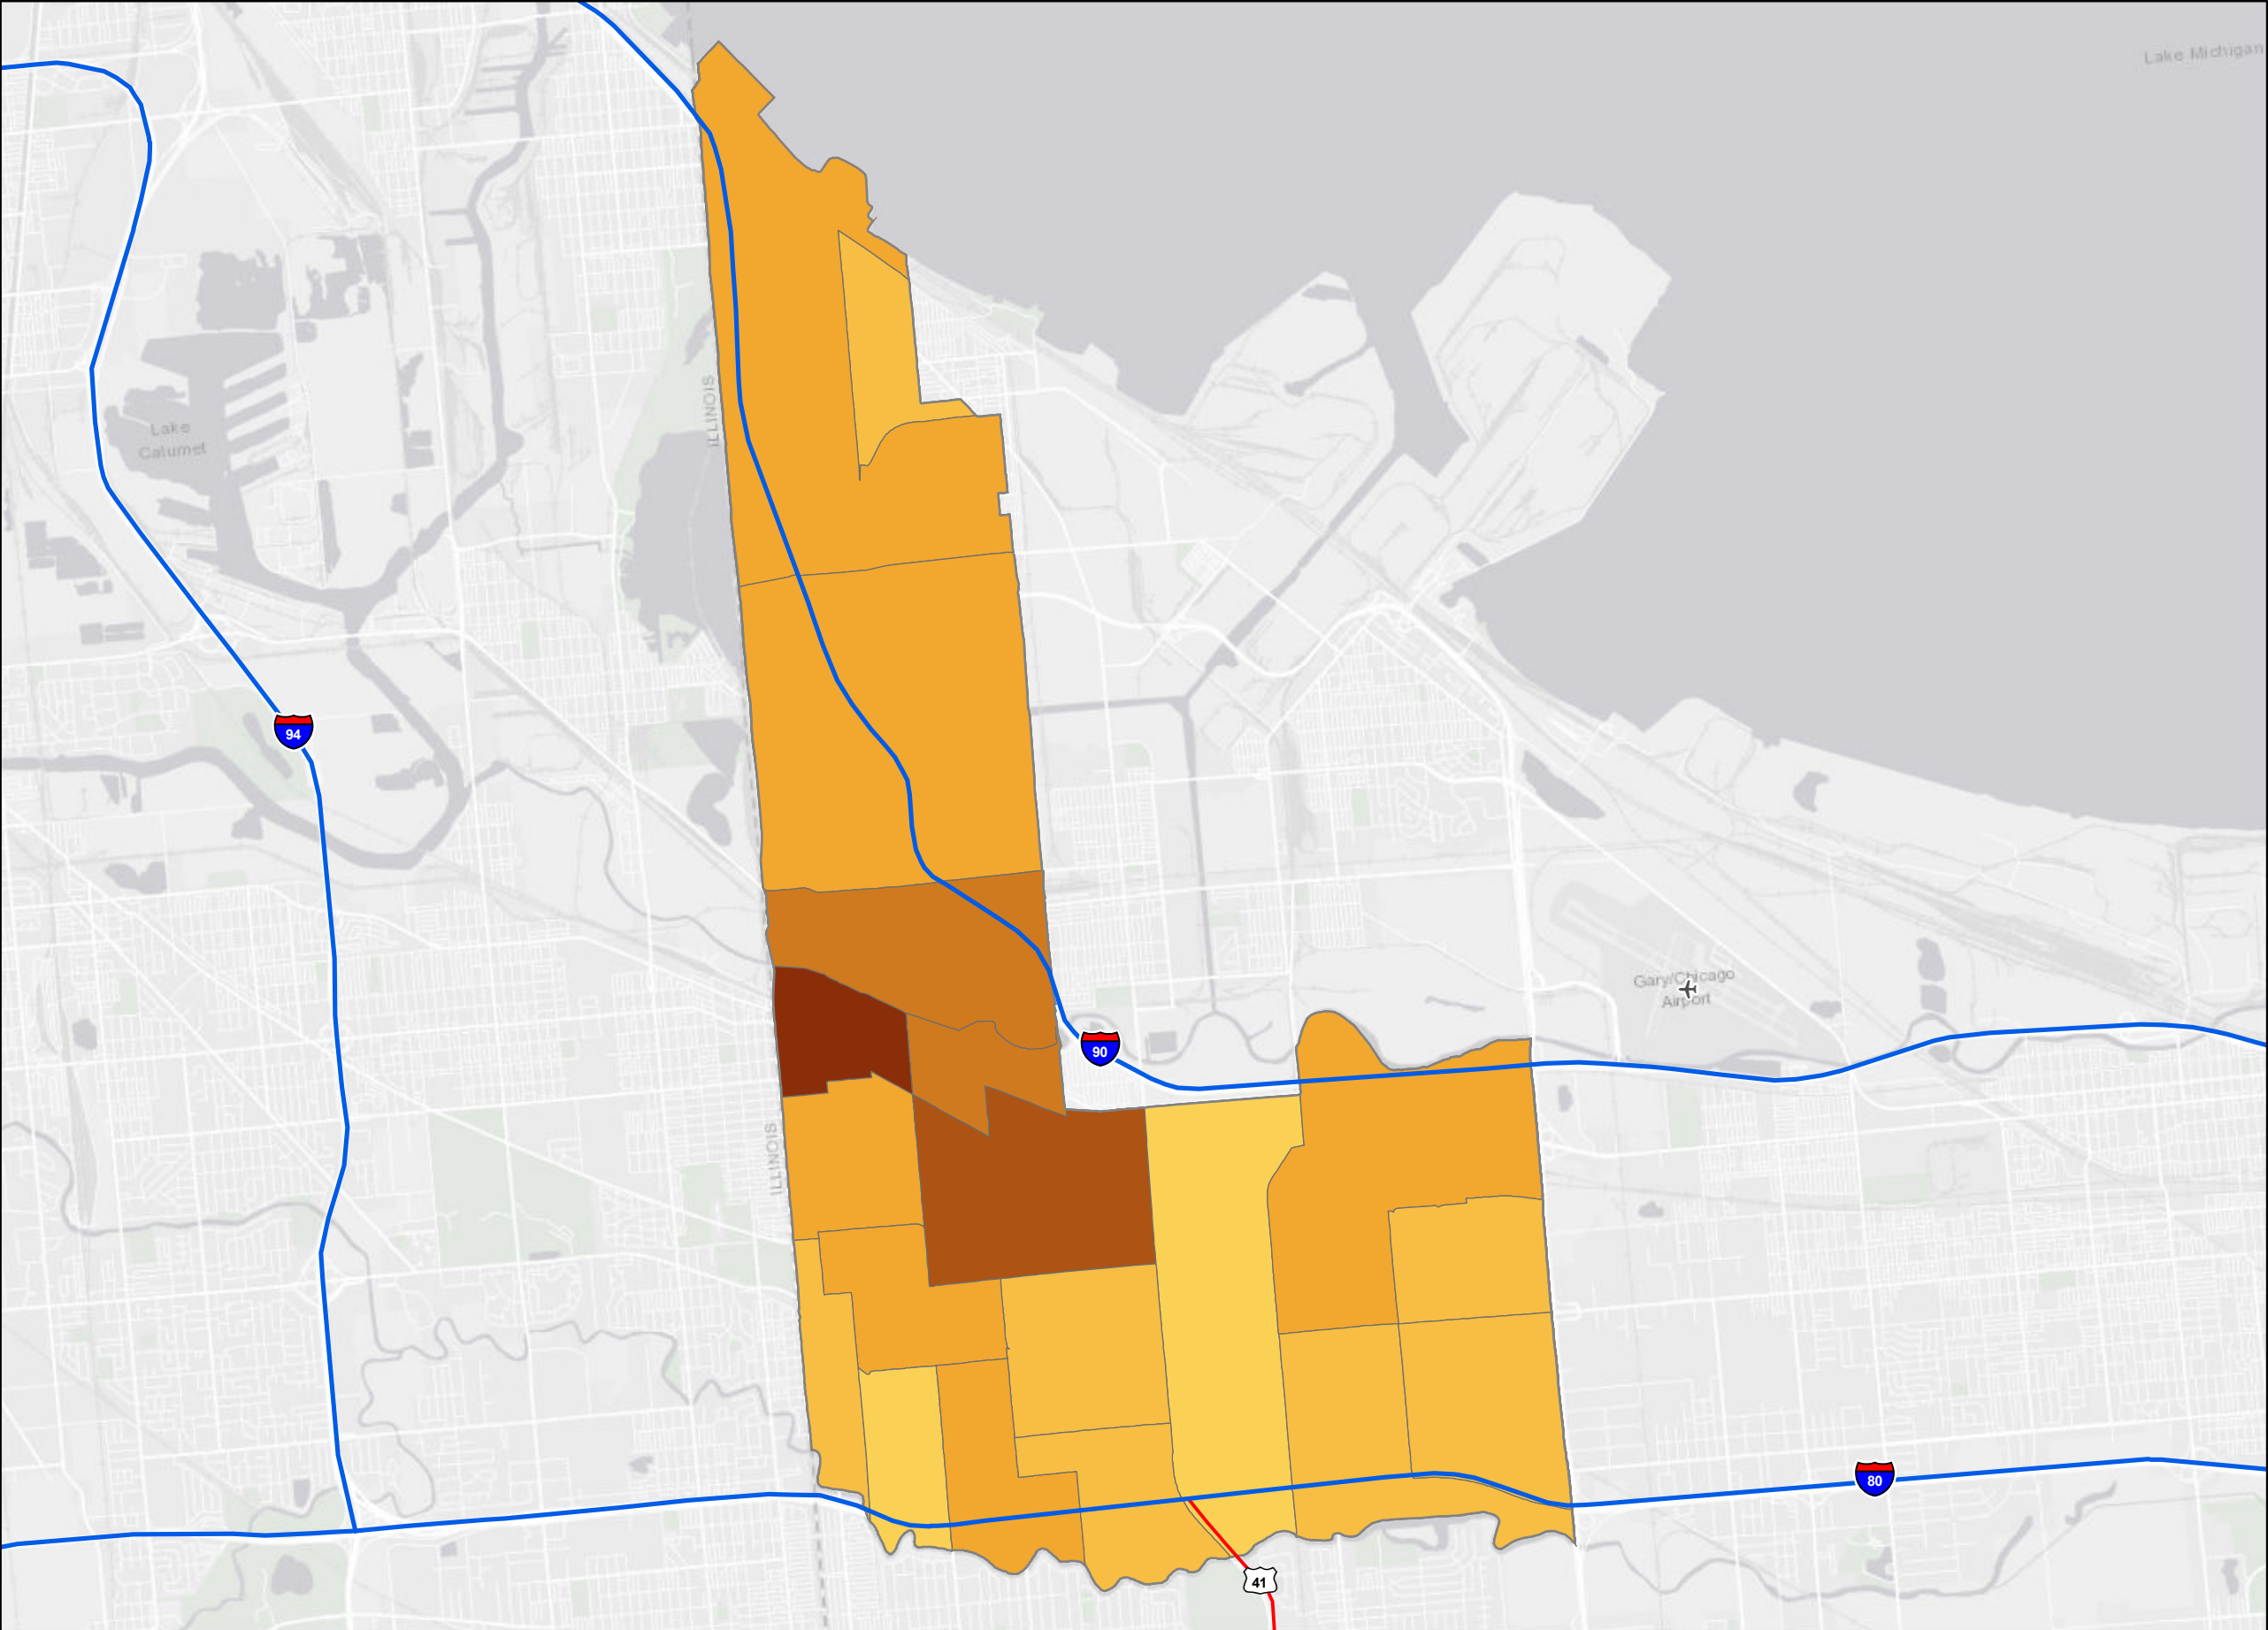 Lake Michigan
ILLINOIS
Lake
Calumet
94
Gary/Chicago
Airport
90
ILLINOIS
80
41